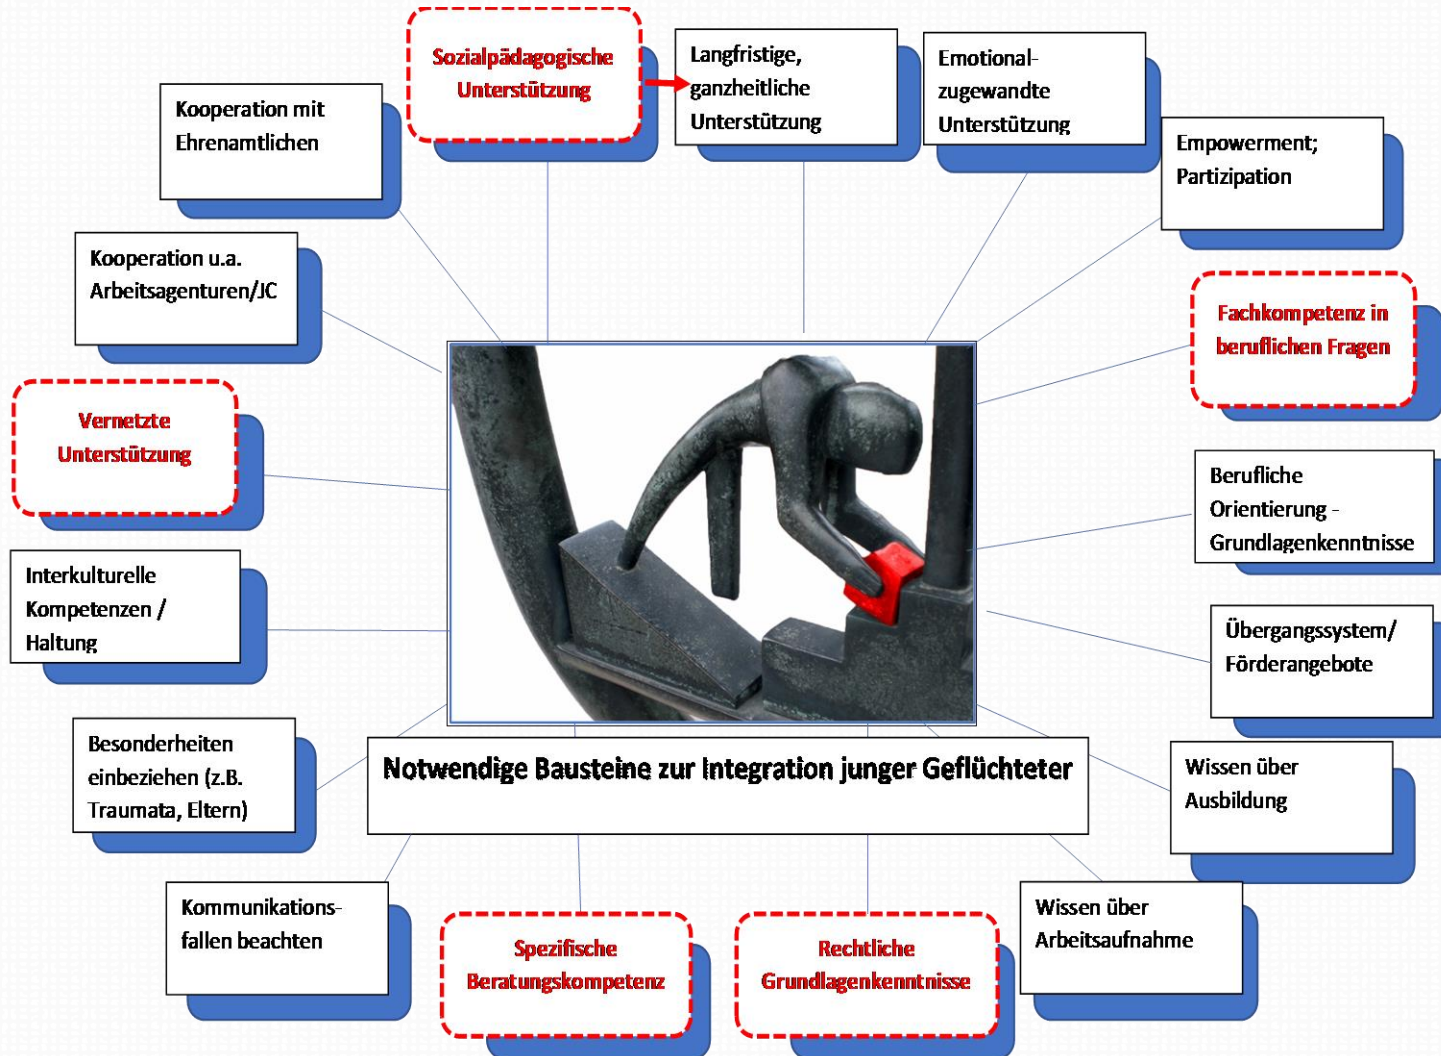 Sozialpädagogische
Unterstützung
Langfristige,
ganzheitliche
Unterstützung
Emotional-
zugewandte
Unterstützung
Empowerment;
Partizipation
Fachkompetenz in
beruflichen Fragen
Berufliche
Orientierung -
Grundlagenkenntnisse
Übergangssystem/
Förderangebote
Wissen über
Ausbildung
Wissen über
Arbeitsaufnahme
Rechtliche
Grundlagenkenntnisse
Spezifische
Beratungskompetenz
Kommunikations-
fallen beachten
Besonderheiten
einbeziehen (z.B.
Traumata, Eltern)
Interkulturelle
Kompetenzen /
Haltung
Vernetzte
Unterstützung
Kooperation u.a.
Arbeitsagenturen/JC
Kooperation mit
Ehrenamtlichen
Notwendige Bausteine zur Integration junger Geflüchteter